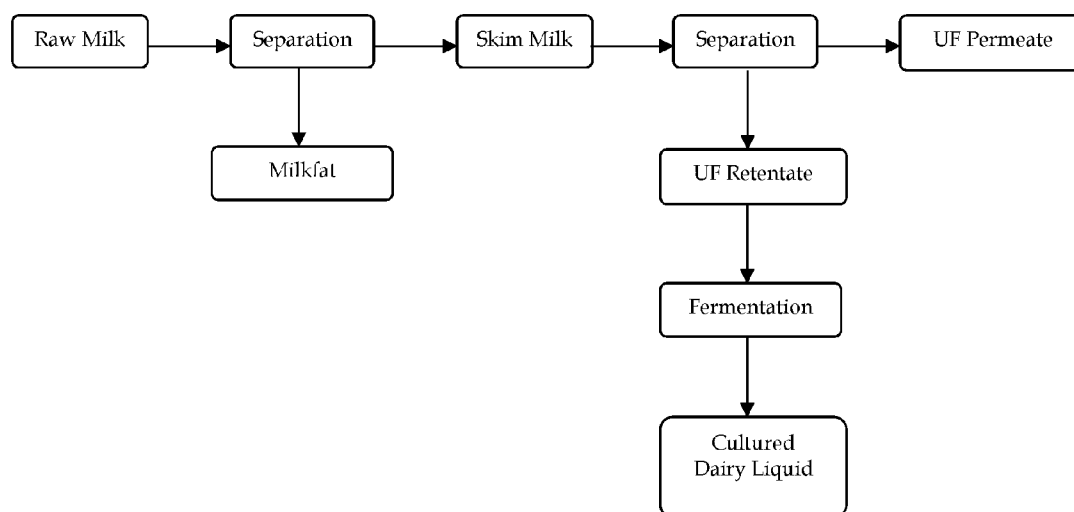 Raw Milk
Separation
Skim Milk
Separation
UF Permeate
Milkfat
UF Retentate
Fermentation
Cultured
Dairy Liquid